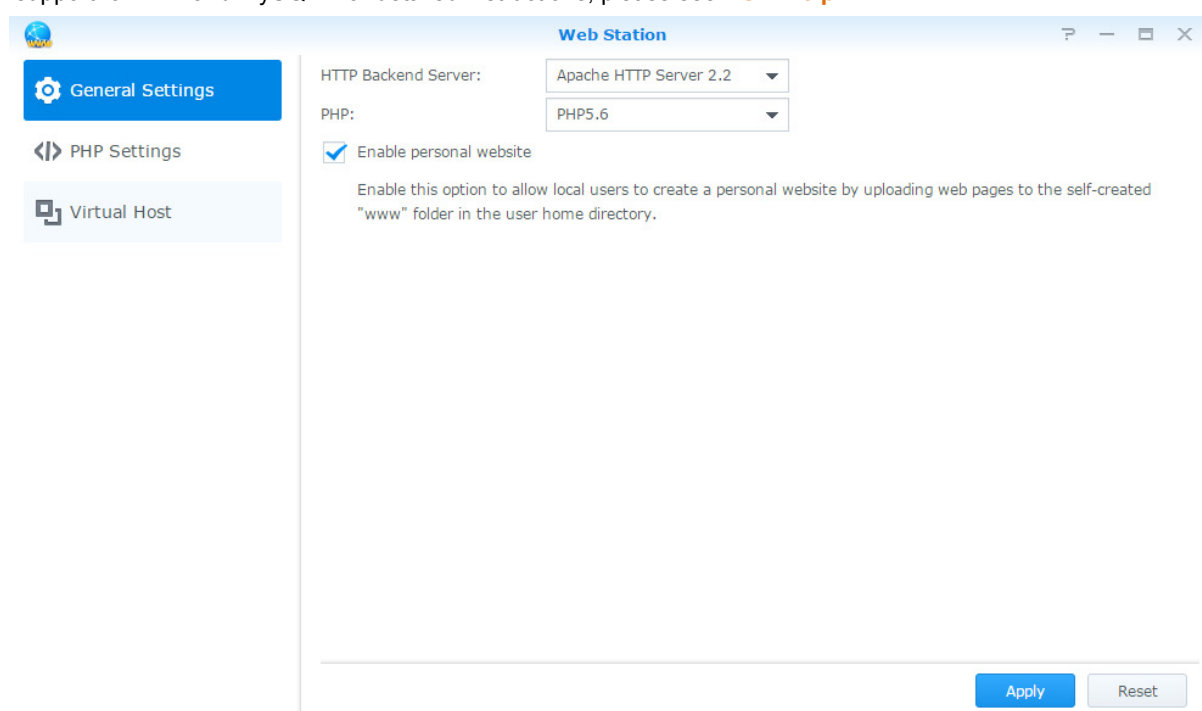 Web Station
General Settings
PHP Settings
Virtual Host
HTTP Backend Server: Apache HTTP Server 2.2
PHP: PHP5.6
Enable personal website
Enable this option to allow local users to create a personal website by uploading web pages to the self-created
"www" folder in the user home directory.
Apply Reset